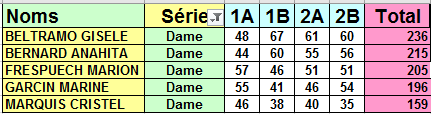 Noms Série 1A 1B 2A 2B Total
BELTRAMO GISELE Dame 48 67 61 60 236
BERNARD ANAHITA Dame 44 60 55 56 215
FRESPUECH MARION Dame 57 46 51 51 205
GARCIN MARINE Dame 55 41 46 54 196
MARQUIS CRISTEL Dame 46 38 40 35 159